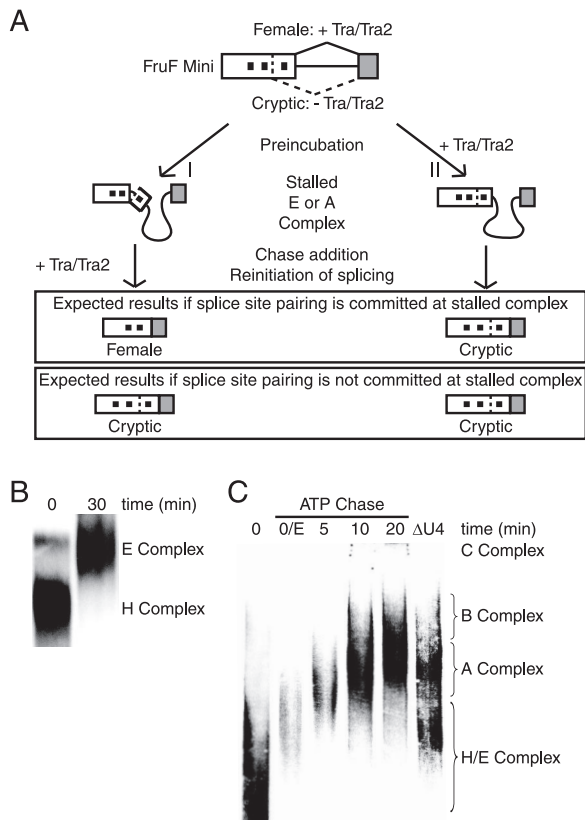 A
Female: + Tra/Tra2
FruF Mini
Cryptic: - Tra/Tra2
I
Preincubation
+ Tra/Tra2
II
Stalled
E or A
Complex
+ Tra/Tra2
Chase addition
Reinitiation of splicing
Expected results if splice site pairing is committed at stalled complex
Female
Cryptic
Expected results if splice site pairing is not committed at stalled complex
Cryptic
Cryptic
B
0 30 time (min)
E Complex
H Complex
C
ATP Chase
0 0/E 5 10 20 ΔU4 time (min)
C Complex
B Complex
A Complex
H/E Complex